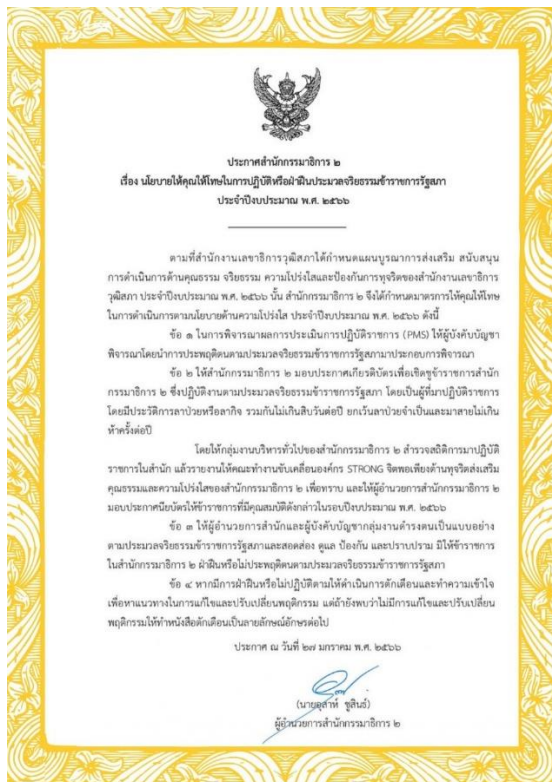 ประกาศสำนักกรรมาธิการ ๒
เรื่อง นโยบายให้คุณให้โทษในการปฏิบัติหรือฝ่าฝืนประมวลจริยธรรมข้าราชการรัฐสภา
ประจำปีงบประมาณ พ.ศ. ๒๕๖๖
ตามที่สำนักงานเลขาธิการวุฒิสภาได้กำหนดแผนบูรณาการส่งเสริม สนับสนุน
การดำเนินการด้านคุณธรรม จริยธรรม ความโปร่งใสและป้องกันการทุจริตของสำนักงานเลขาธิการ
วุฒิสภา ประจำปีงบประมาณ พ.ศ. ๒๕๖๖ นั้น สำนักกรรมาธิการ ๒ จึงได้กำหนดมาตรการให้คุณให้โทษ
ในการดำเนินการตามนโยบายด้านความโปร่งใส ประจำปีงบประมาณ พ.ศ. ๒๕๖๖ ดังนี้
ข้อ ๑ ในการพิจารณาผลการประเมินการปฏิบัติราชการ (PMS) ให้ผู้บังคับบัญชา
พิจารณาโดยนำการประพฤติตนตามประมวลจริยธรรมข้าราชการรัฐสภามาประกอบการพิจารณา
ข้อ ๒ ให้สำนักกรรมาธิการ ๒ มอบประกาศเกียรติบัตรเพื่อเชิดชูข้าราชการสำนัก
กรรมาธิการ ๒ ซึ่งปฏิบัติงานตามประมวลจริยธรรมข้าราชการรัฐสภา โดยเป็นผู้ที่มาปฏิบัติราชการ
โดยมีประวัติการลาป่วยหรือลากิจ รวมกันไม่เกินสิบวันต่อปี ยกเว้นลาป่วยจำเป็นและมาสายไม่เกิน
ห้าครั้งต่อปี
โดยให้กลุ่มงานบริหารทั่วไปของสำนักกรรมาธิการ ๒ สำรวจสถิติการมาปฏิบัติ
ราชการในสำนัก แล้วรายงานให้คณะทำงานขับเคลื่อนองค์กร STRONG จิตพอเพียงต้านทุจริตส่งเสริม
คุณธรรมและความโปร่งใสของสำนักกรรมาธิการ ๒ เพื่อทราบ และให้ผู้อำนวยการสำนักกรรมาธิการ ๒
มอบประกาศนียบัตรให้ข้าราชการที่มีคุณสมบัติดังกล่าวในรอบปีงบประมาณ พ.ศ. ๒๕๖๖
ข้อ ๓ ให้ผู้อำนวยการสำนักและผู้บังคับบัญชากลุ่มงานดำรงตนเป็นแบบอย่าง
ตามประมวลจริยธรรมข้าราชการรัฐสภาและสอดส่อง ดูแล ป้องกัน และปราบปราม มิให้ข้าราชการ
ในสำนักกรรมาธิการ ๒ ฝ่าฝืนหรือไม่ประพฤติตนตามประมวลจริยธรรมข้าราชการรัฐสภา
ข้อ ๔ หากมีการฝ่าฝืนหรือไม่ปฏิบัติตามให้ดำเนินการตักเตือนและทำความเข้าใจ
เพื่อหาแนวทางในการแก้ไขและปรับเปลี่ยนพฤติกรรม แต่ถ้ายังพบว่าไม่มีการแก้ไขและปรับเปลี่ยน
พฤติกรรมให้ทำหนังสือตักเตือนเป็นลายลักษณ์อักษรต่อไป
ประกาศ ณ วันที่ ๒๗ มกราคม พ.ศ. ๒๕๖๖
(นายอุสาห์ ชูสินธ์)
ผู้อำนวยการสำนักกรรมาธิการ ๒